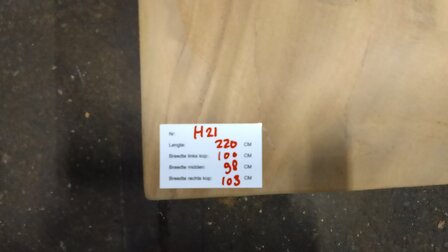 Nr: H21
Lengte: 220 CM
Breedte links kop: 100 CM
Breedte midden: 98 CM
Breedte rechts kop: 103 CM